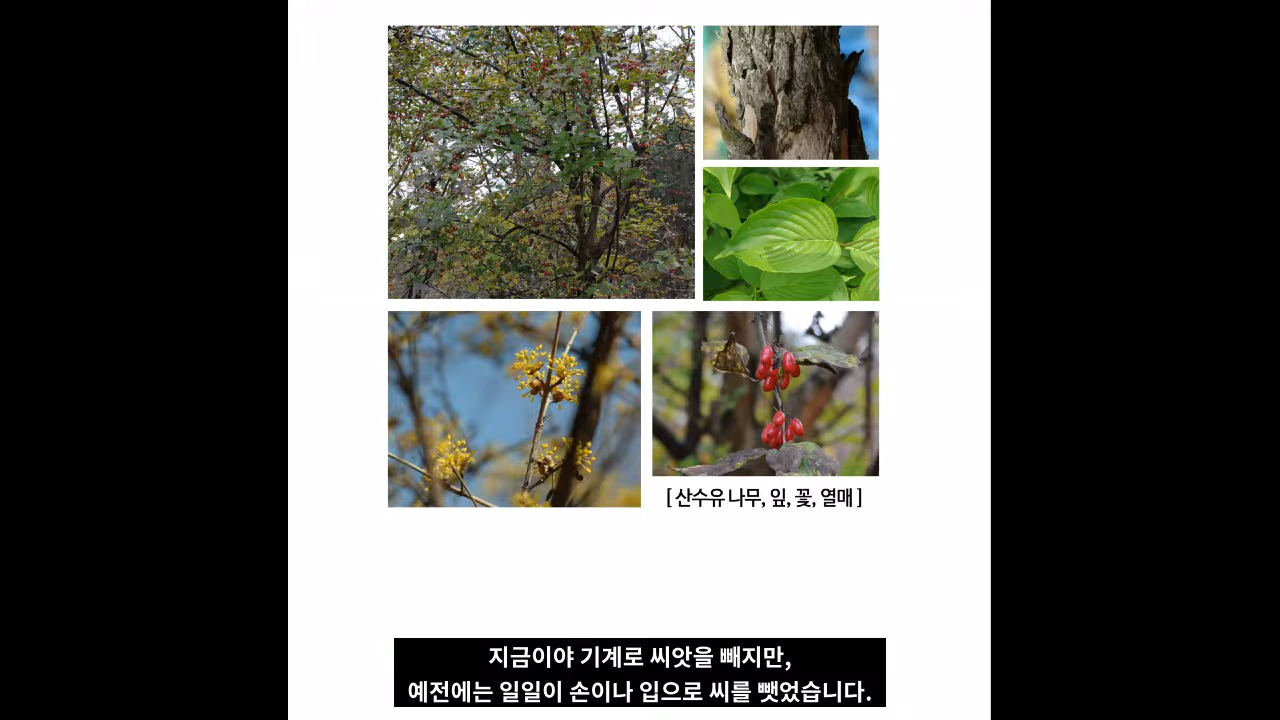 [ 산수유 나무, 잎, 꽃, 열매 ]
지금이야 기계로 씨앗을 빼지만,
예전에는 일일이 손이나 입으로 씨를 뺏었습니다.